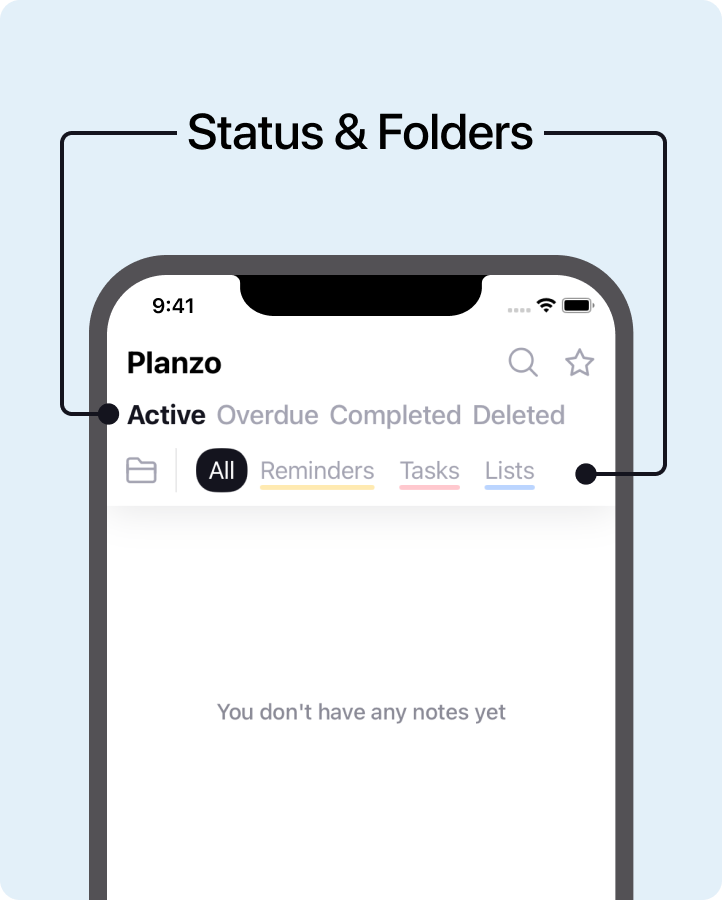 Status & Folders
9:41
Planzo
Active Overdue Completed Deleted
All Reminders Tasks Lists
You don't have any notes yet